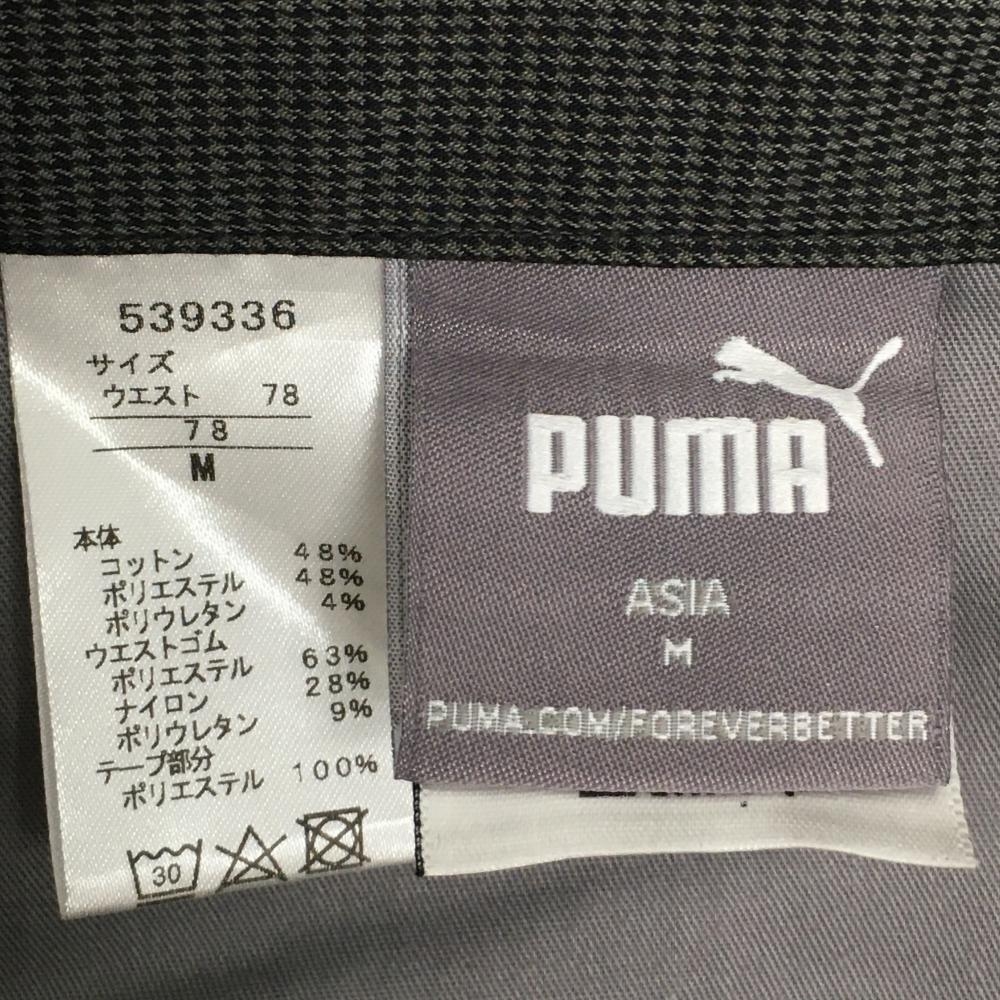 539336
サイズ
ウエスト 78
78
M
本体
コットン 48%
ポリエステル 48%
ポリウレタン 4%
ウエストゴム
ポリエステル 63%
ナイロン 28%
ポリウレタン 9%
テープ部分
ポリエステル 100%
30
PUMA
ASIA
M
PUMA.COM/FOREVERBETTER